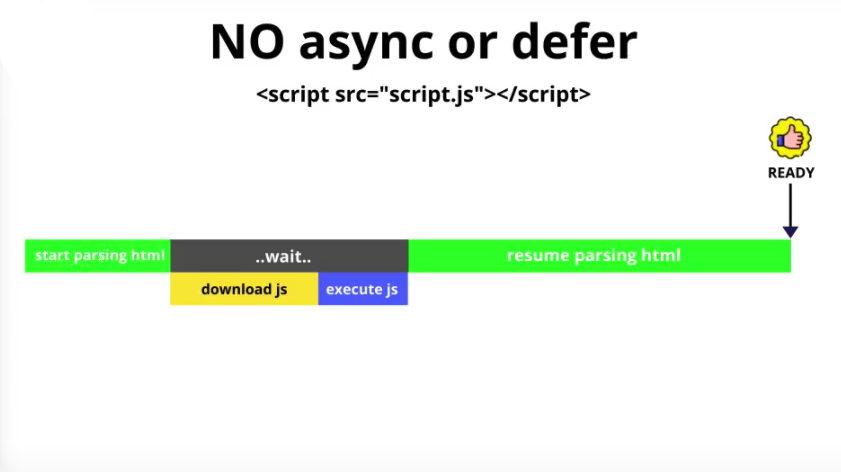 NO async or defer
<script src="script.js"></script>
READY
start parsing html
..wait..
resume parsing html
download js
execute js